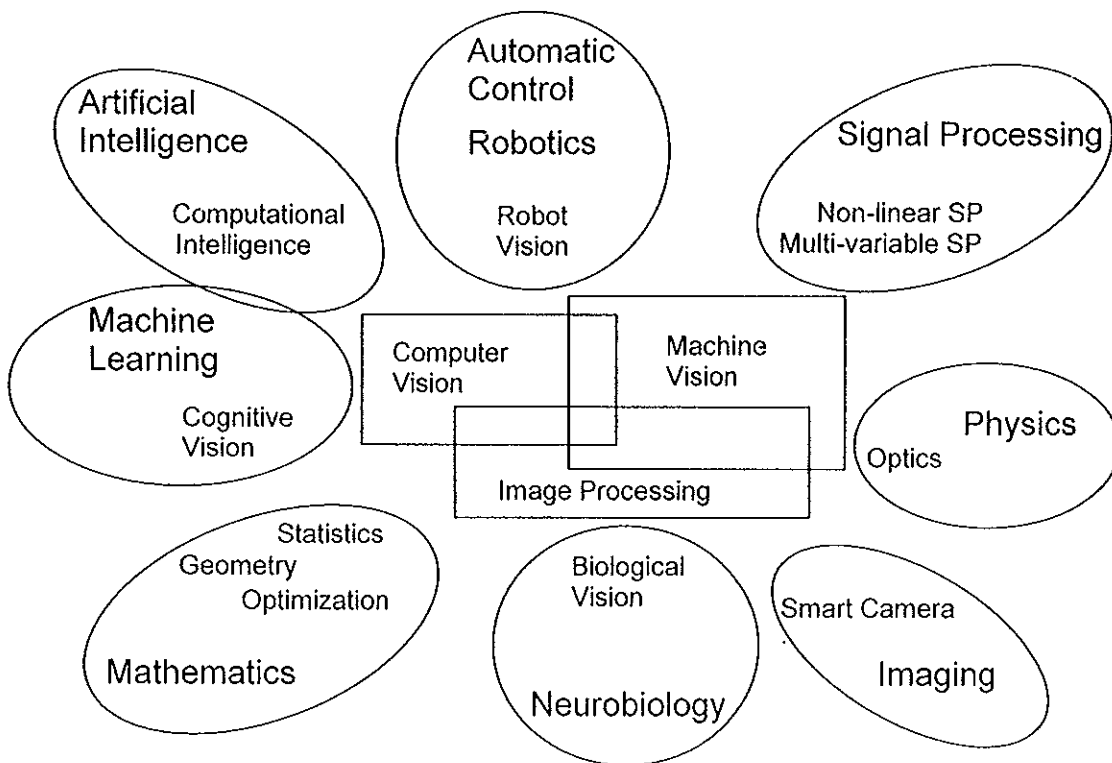 Automatic
Control
Robotics
Robot
Vision
Artificial
Intelligence
Computational
Intelligence
Signal Processing
Non-linear SP
Multi-variable SP
Machine
Learning
Cognitive
Vision
Computer
Vision
Machine
Vision
Image Processing
Physics
Optics
Statistics
Geometry
Optimization
Mathematics
Biological
Vision
Neurobiology
Smart Camera
Imaging